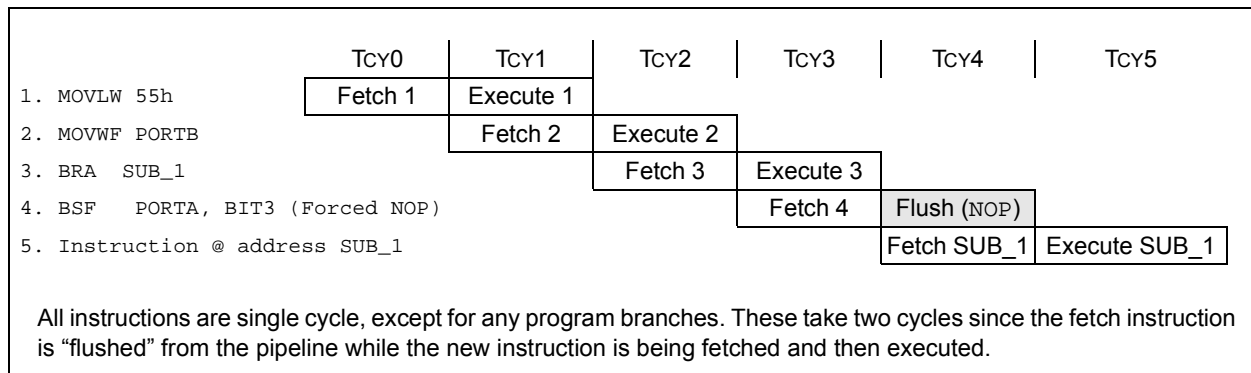 TCY0 TCY1 TCY2 TCY3 TCY4 TCY5
1. MOVLW 55h Fetch 1 Execute 1
2. MOVWF PORTB Fetch 2 Execute 2
3. BRA SUB_1 Fetch 3 Execute 3
4. BSF PORTA, BIT3 (Forced NOP) Fetch 4 Flush (NOP)
5. Instruction @ address SUB_1 Fetch SUB_1 Execute SUB_1
All instructions are single cycle, except for any program branches. These take two cycles since the fetch instruction
is “flushed” from the pipeline while the new instruction is being fetched and then executed.